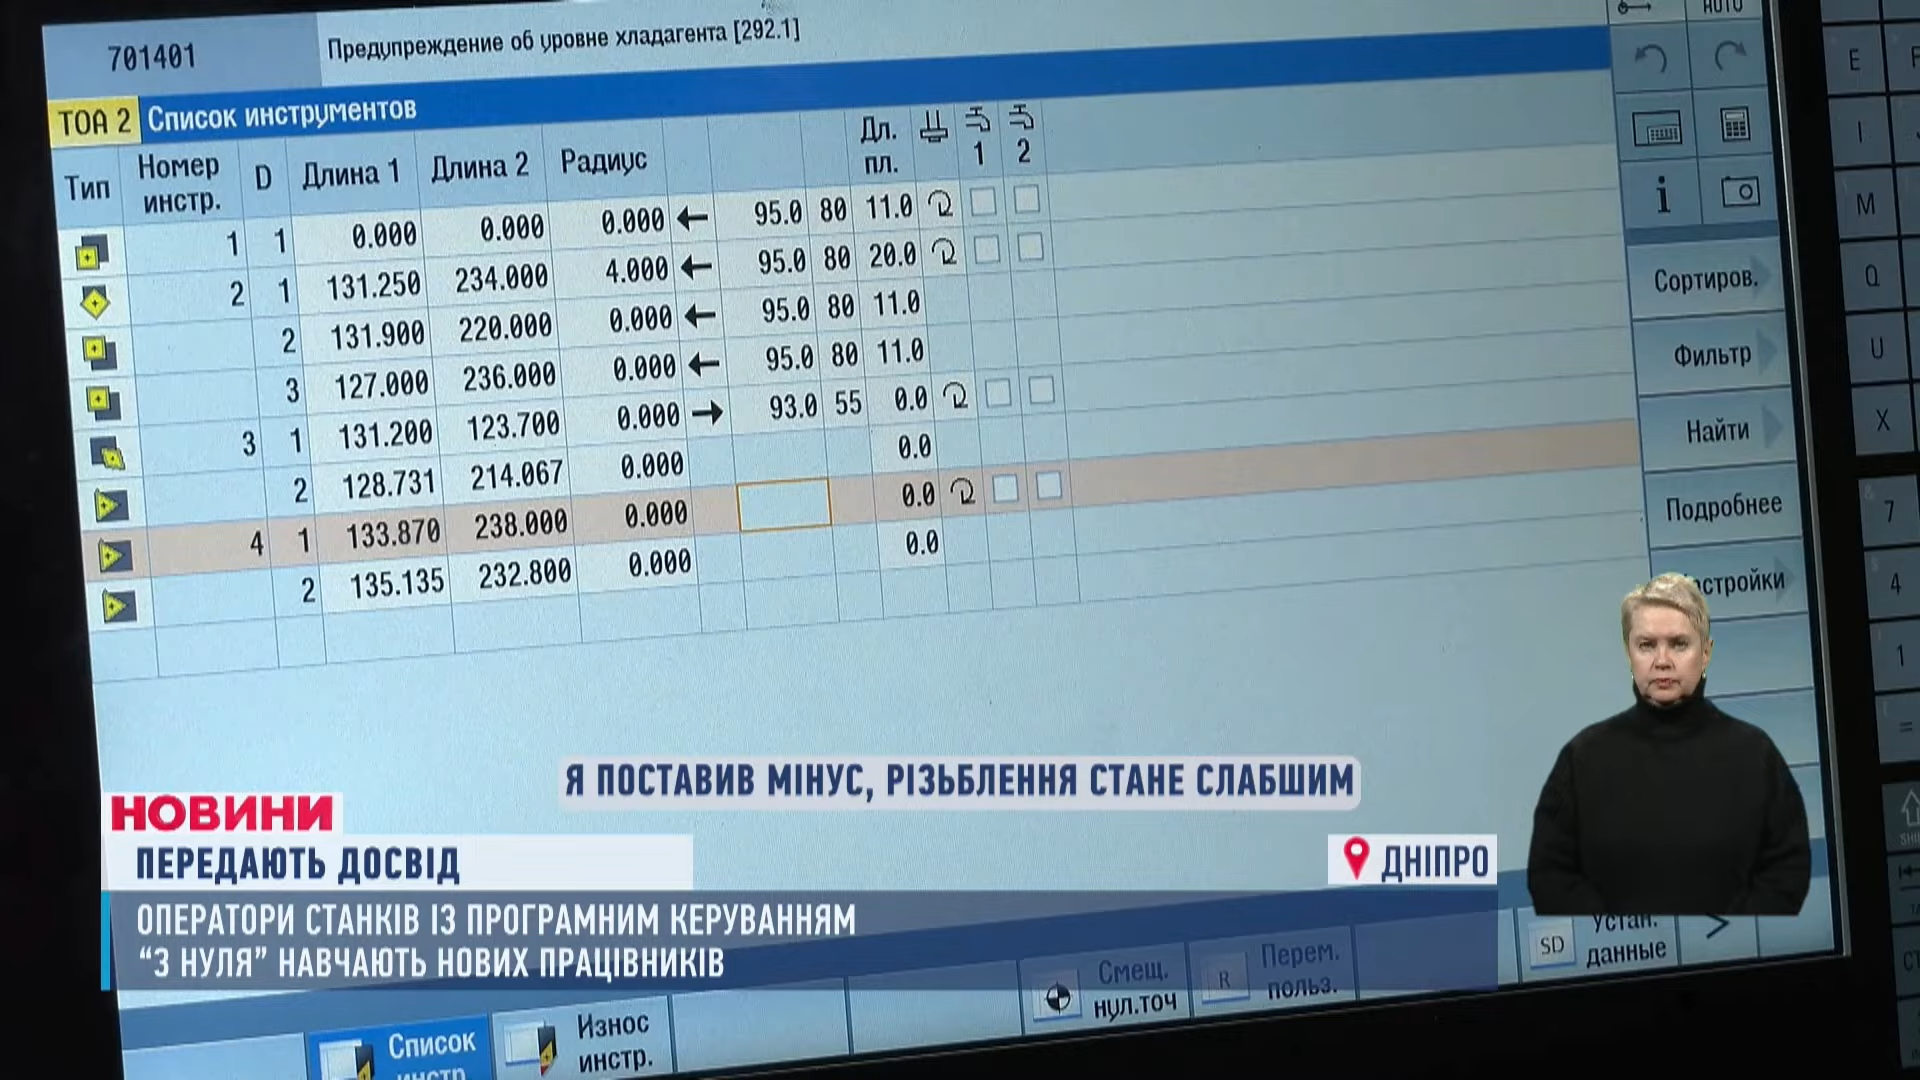 701401
Предупреждение об уровне хладагента [292.1]
AUTO
TOA 2 Список инструментов
Тип Номер инстр. D Длина 1 Длина 2 Радиус Дл. пл. 1 2
1 1 0.000 0.000 0.000 ← 95.0 80 11.0
2 1 131.250 234.000 4.000 ← 95.0 80 20.0
2 131.900 220.000 0.000 ← 95.0 80 11.0
3 127.000 236.000 0.000 ← 95.0 80 11.0
3 1 131.200 123.700 0.000 → 93.0 55 0.0
2 128.731 214.067 0.000 0.0
4 1 133.870 238.000 0.000 0.0
2 135.135 232.800 0.000 0.0
i
Сортиров.
Фильтр
Найти
Подробнее
E
I
M
Q
U
X
7
4
1
=
Я ПОСТАВИВ МІНУС, РІЗЬБЛЕННЯ СТАНЕ СЛАБШИМ
НОВИНИ
ПЕРЕДАЮТЬ ДОСВІД
ДНІПРО
ОПЕРАТОРИ СТАНКІВ ІЗ ПРОГРАМНИМ КЕРУВАННЯМ
“З НУЛЯ” НАВЧАЮТЬ НОВИХ ПРАЦІВНИКІВ
Список
инстр.
Износ
инстр.
Смещ.
нул.точ
R Перем.
польз.
SD Устан.
данные
>